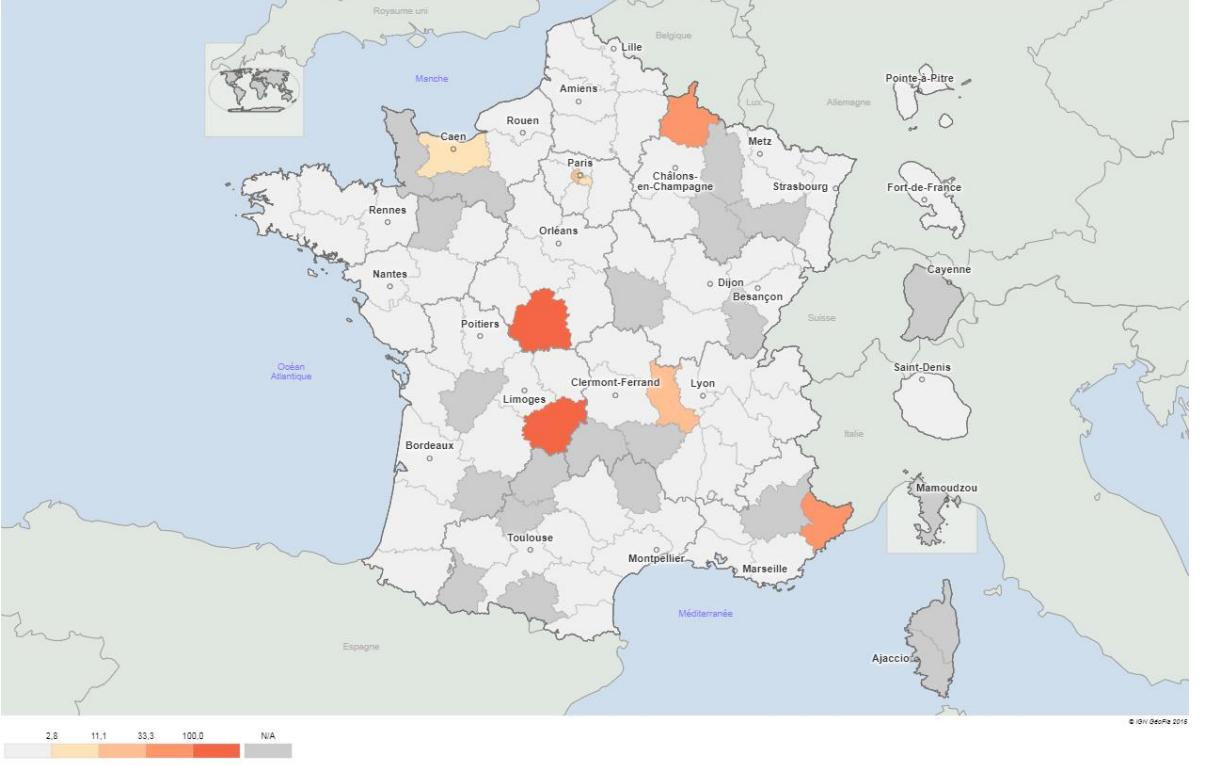 Royaume uni
Belgique
Lille
Manche
Pointe-à-Pitre
Amiens
Lux.
Allemagne
Rouen
Caen
Metz
Paris
Châlons-
en-Champagne
Strasbourg
Fort-de-France
Rennes
Orléans
Nantes
Dijon
Besançon
Cayenne
Poitiers
Suisse
Océan
Atlantique
Saint-Denis
Clermont-Ferrand
Lyon
Limoges
Italie
Bordeaux
Mamoudzou
Toulouse
Montpellier
Marseille
Méditerranée
Espagne
Ajaccio
© IGN GéoFla 2015
2,8 11,1 33,3 100,0 N/A